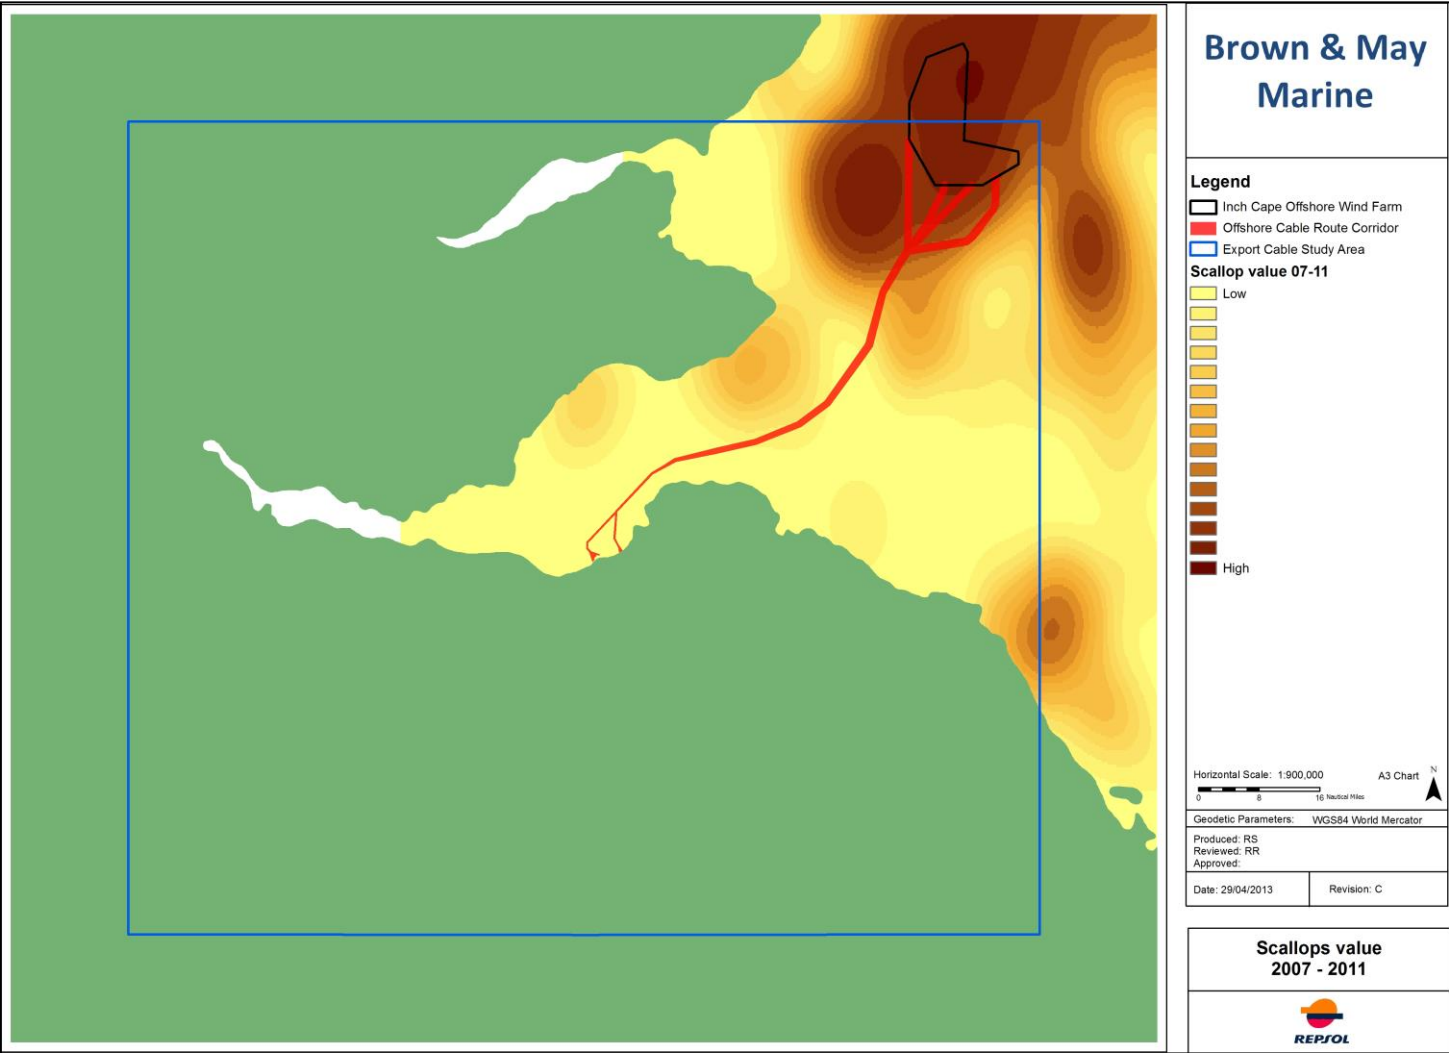 Brown & May
Marine
Legend
Inch Cape Offshore Wind Farm
Offshore Cable Route Corridor
Export Cable Study Area
Scallop value 07-11
Low
High
Horizontal Scale: 1:900,000
A3 Chart
N
0 8 16 Nautical Miles
Geodetic Parameters: WGS84 World Mercator
Produced: RS
Reviewed: RR
Approved:
Date: 29/04/2013
Revision: C
Scallops value
2007 - 2011
REPSOL